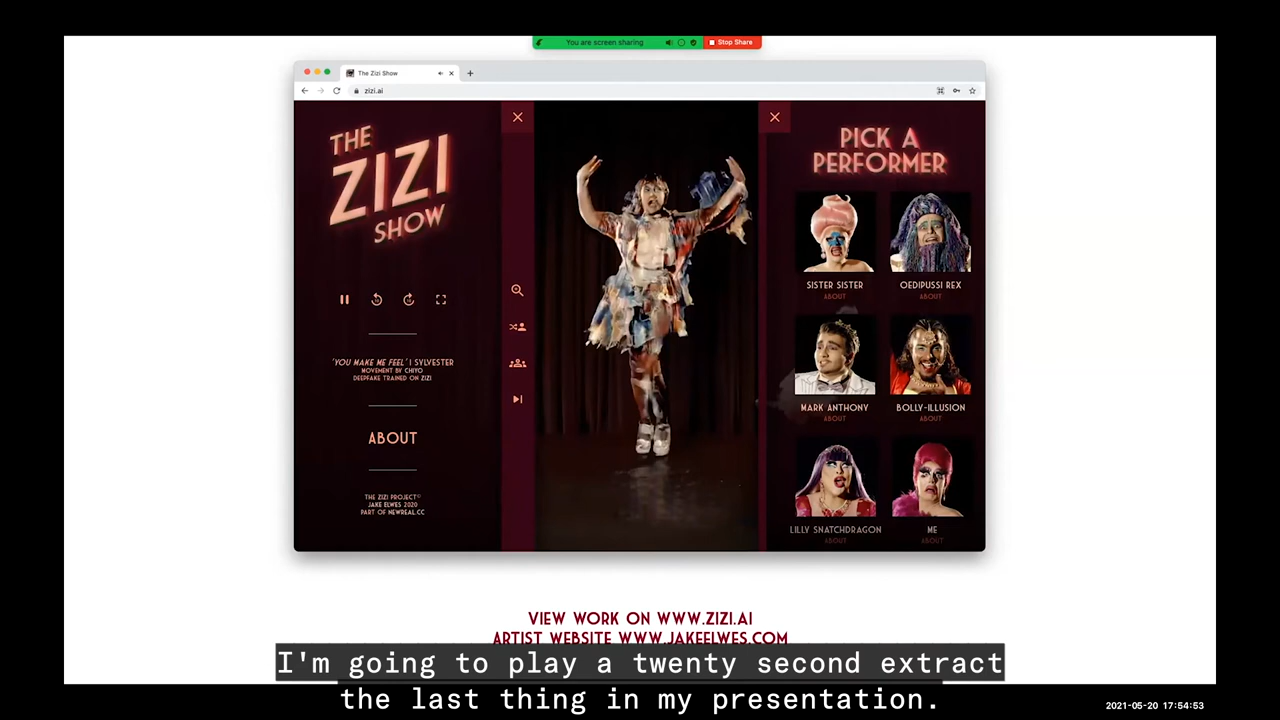 You are screen sharing
Stop Share
The Zizi Show
zizi.ai
THE
ZIZI
SHOW
'YOU MAKE ME FEEL' | SYLVESTER
MOVEMENT BY CHIYO
DEEPFAKE TRAINED ON ZIZI
ABOUT
THE ZIZI PROJECT©
JAKE ELWES 2020
PART OF NEWREAL.CC
PICK A
PERFORMER
SISTER SISTER
ABOUT
OEDIPUSSI REX
ABOUT
MARK ANTHONY
ABOUT
BOLLY-ILLUSION
ABOUT
LILLY SNATCHDRAGON
ABOUT
ME
ABOUT
VIEW WORK ON WWW.ZIZI.AI
ARTIST WEBSITE WWW.JAKEELWES.COM
I'm going to play a twenty second extract
the last thing in my presentation.
2021-05-20 17:54:53